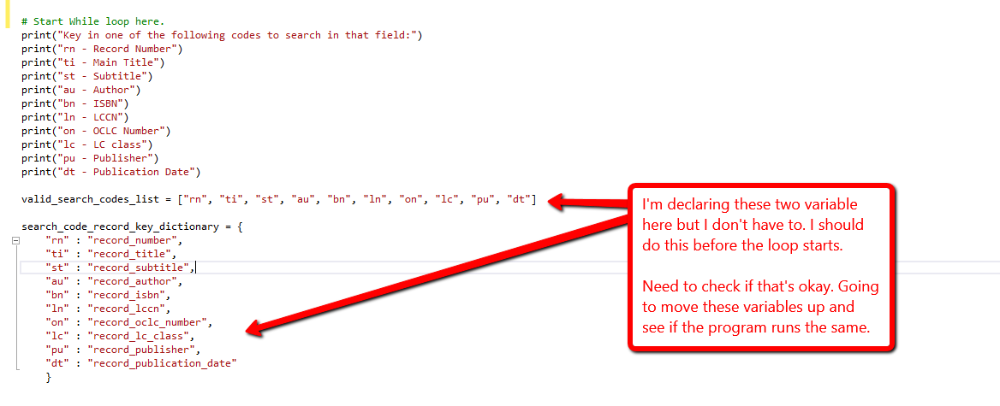 # Start While loop here.
print("Key in one of the following codes to search in that field:")
print("rn - Record Number")
print("ti - Main Title")
print("st - Subtitle")
print("au - Author")
print("bn - ISBN")
print("ln - LCCN")
print("on - OCLC Number")
print("lc - LC class")
print("pu - Publisher")
print("dt - Publication Date")
valid_search_codes_list = ["rn", "ti", "st", "au", "bn", "ln", "on", "lc", "pu", "dt"]
search_code_record_key_dictionary = {
"rn" : "record_number",
"ti" : "record_title",
"st" : "record_subtitle",
"au" : "record_author",
"bn" : "record_isbn",
"ln" : "record_lccn",
"on" : "record_oclc_number",
"lc" : "record_lc_class",
"pu" : "record_publisher",
"dt" : "record_publication_date"
}
I'm declaring these two variable
here but I don't have to. I should
do this before the loop starts.
Need to check if that's okay. Going
to move these variables up and
see if the program runs the same.